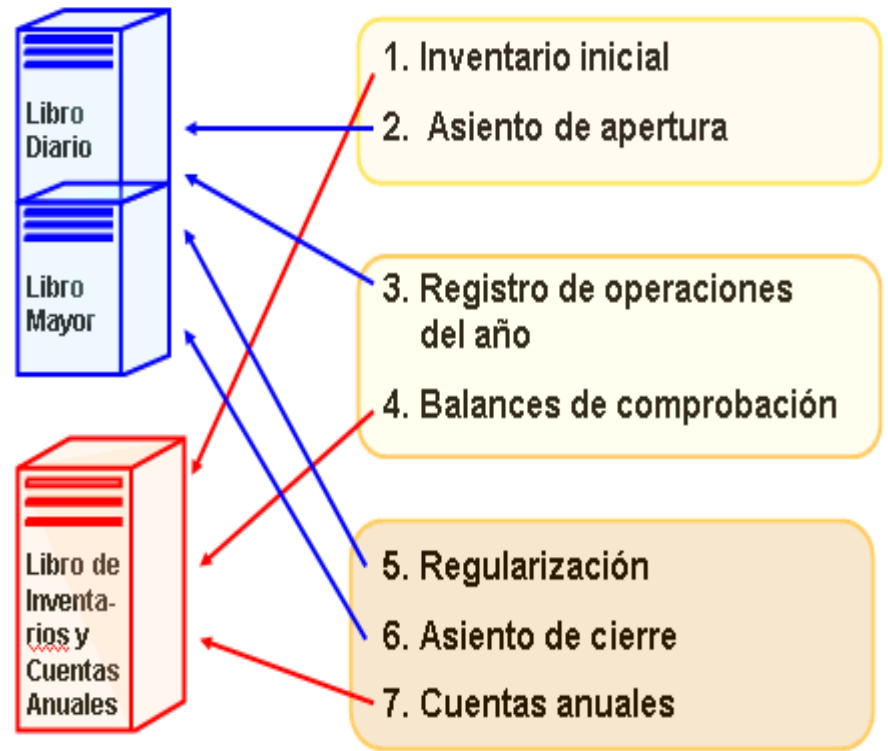 Libro
Diario
Libro
Mayor
Libro de
Inventa-
rios y
Cuentas
Anuales
1. Inventario inicial
2. Asiento de apertura
3. Registro de operaciones
del año
4. Balances de comprobación
5. Regularización
6. Asiento de cierre
7. Cuentas anuales